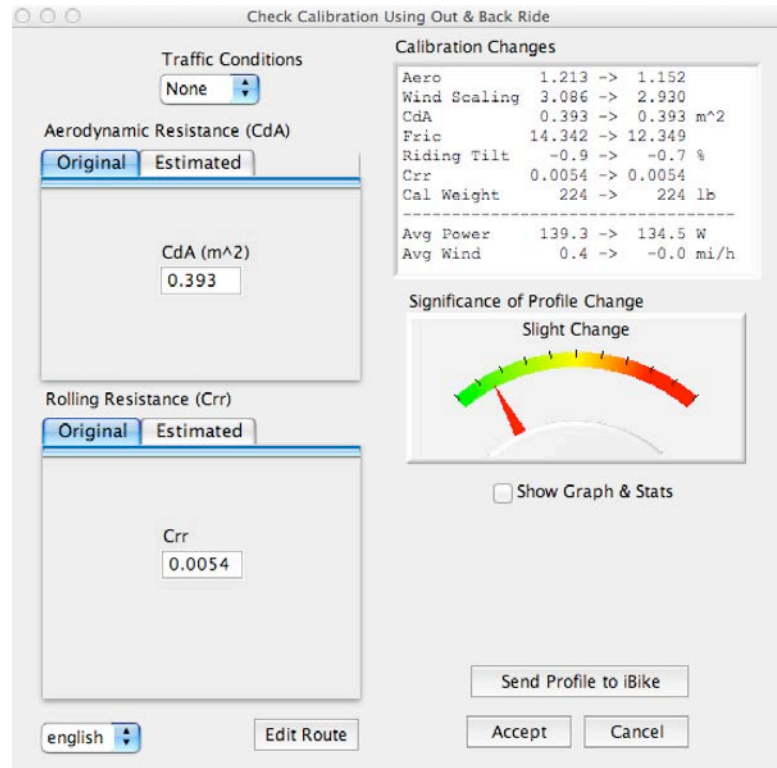 Check Calibration Using Out & Back Ride
Traffic Conditions
None
Aerodynamic Resistance (CdA)
Original Estimated
CdA (m^2)
0.393
Rolling Resistance (Crr)
Original Estimated
Crr
0.0054
english
Edit Route
Calibration Changes
Aero 1.213 -> 1.152
Wind Scaling 3.086 -> 2.930
CdA 0.393 -> 0.393 m^2
Fric 14.342 -> 12.349
Riding Tilt -0.9 -> -0.7 %
Crr 0.0054 -> 0.0054
Cal Weight 224 -> 224 lb
-----------------------------------
Avg Power 139.3 -> 134.5 W
Avg Wind 0.4 -> -0.0 mi/h
Significance of Profile Change
Slight Change
Show Graph & Stats
Send Profile to iBike
Accept Cancel